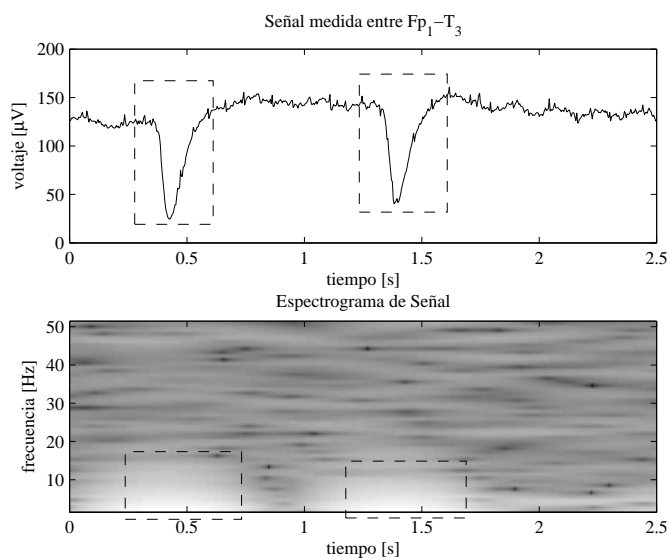 Señal medida entre Fp1−T3
200
150
100
50
0
voltaje [µV]
0 0.5 1 1.5 2 2.5
tiempo [s]
Espectrograma de Señal
50
40
30
20
10
frecuencia [Hz]
0 0.5 1 1.5 2 2.5
tiempo [s]